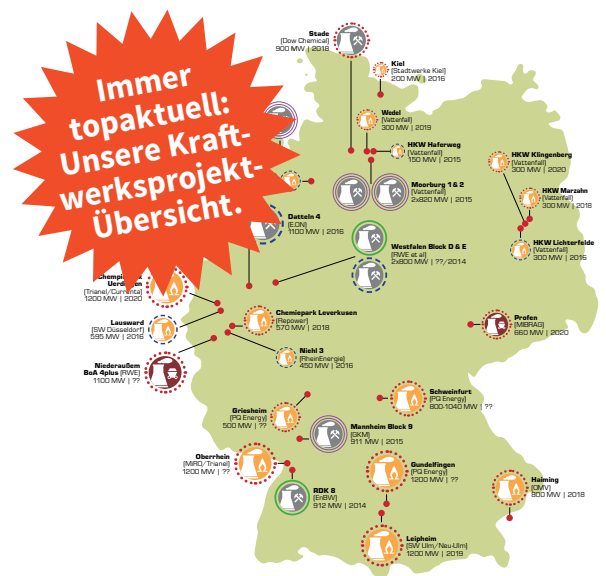 Immer
topaktuell:
Unsere Kraft-
werksprojekt-
Übersicht.
Stade
(Dow Chemical)
900 MW | 2018
Kiel
(Stadtwerke Kiel)
200 MW | 2016
Wedel
(Vattenfall)
300 MW | 2019
HKW Haferweg
(Vattenfall)
150 MW | 2015
HKW Klingenberg
(Vattenfall)
300 MW | 2020
HKW Marzahn
(Vattenfall)
300 MW | 2018
Moorburg 1 & 2
(Vattenfall)
2x820 MW | 2015
Datteln 4
(E.ON)
1100 MW | 2016
Westfalen Block D & E
(RWE et al)
2x800 MW | ??/2014
HKW Lichterfelde
(Vattenfall)
300 MW | 2016
(Trianel/Currenta)
1200 MW | 2020
Chemiepark Leverkusen
(Repower)
570 MW | 2018
Lausward
(SW Düsseldorf)
595 MW | 2016
Profen
(MIBRAG)
660 MW | 2020
Niehl 3
(RheinEnergie)
450 MW | 2016
Niederaußem
BoA 4plus (RWE)
1100 MW | ??
Schweinfurt
(PQ Energy)
800-1040 MW | ??
Griesheim
(PQ Energy)
500 MW | ??
Mannheim Block 9
(GKM)
911 MW | 2015
Oberrhein
(MiRO/Trianel)
1200 MW | ??
Gundelfingen
(PQ Energy)
1200 MW | ??
RDK 8
(EnBW)
912 MW | 2014
Haiming
(OMV)
800 MW | 2018
Leipheim
(SW Ulm/Neu-Ulm)
1200 MW | 2019